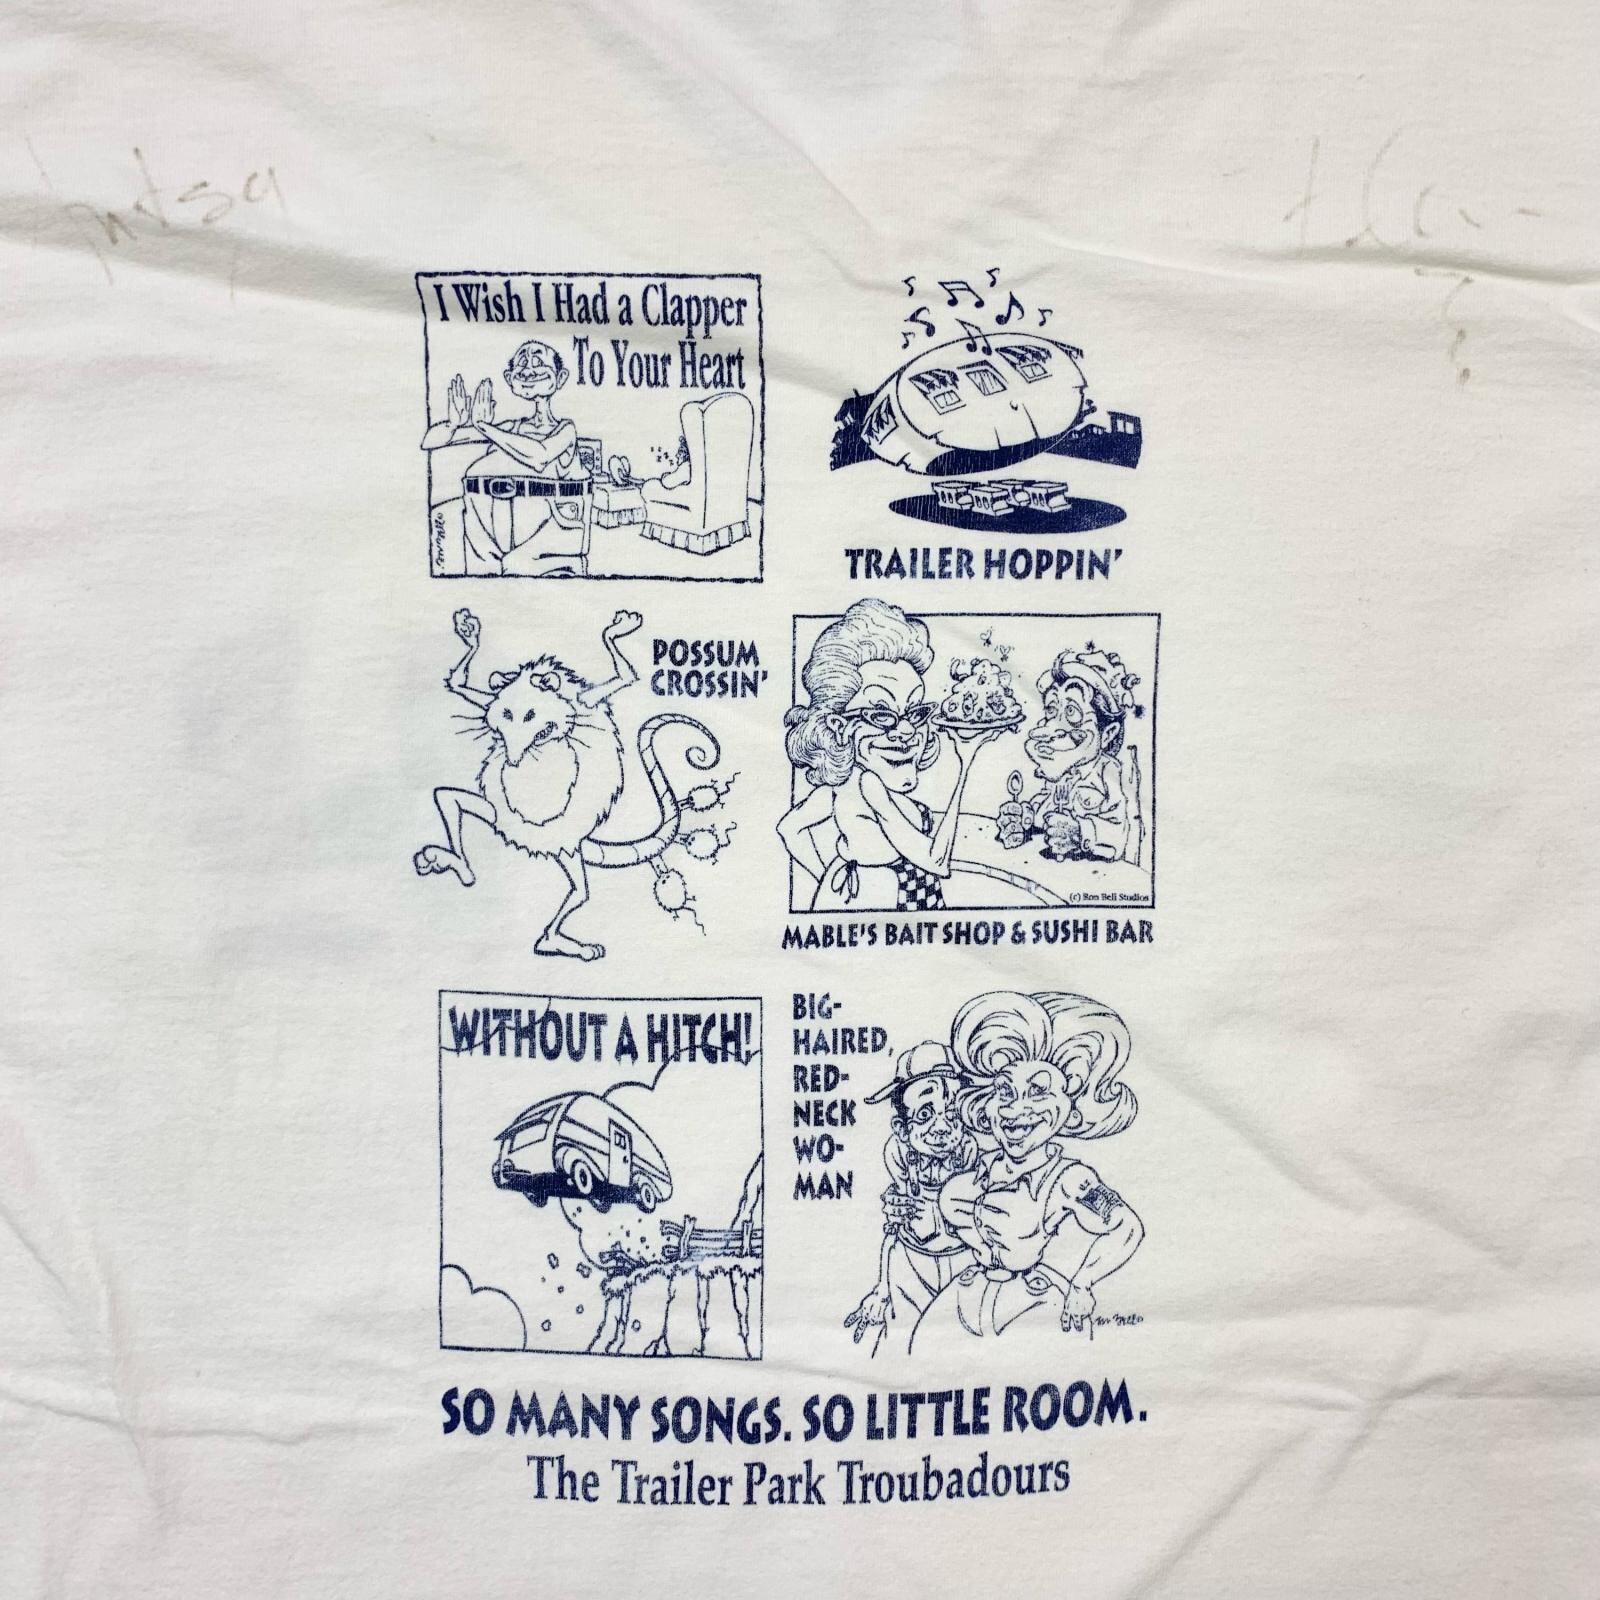 I Wish I Had a Clapper
To Your Heart
TRAILER HOPPIN'
POSSUM
CROSSIN'
(c) Ron Bell Studios
MABLE'S BAIT SHOP & SUSHI BAR
WITHOUT A HITCH!
BIG-
HAIRED,
RED-
NECK
WO-
MAN
SO MANY SONGS. SO LITTLE ROOM.
The Trailer Park Troubadours